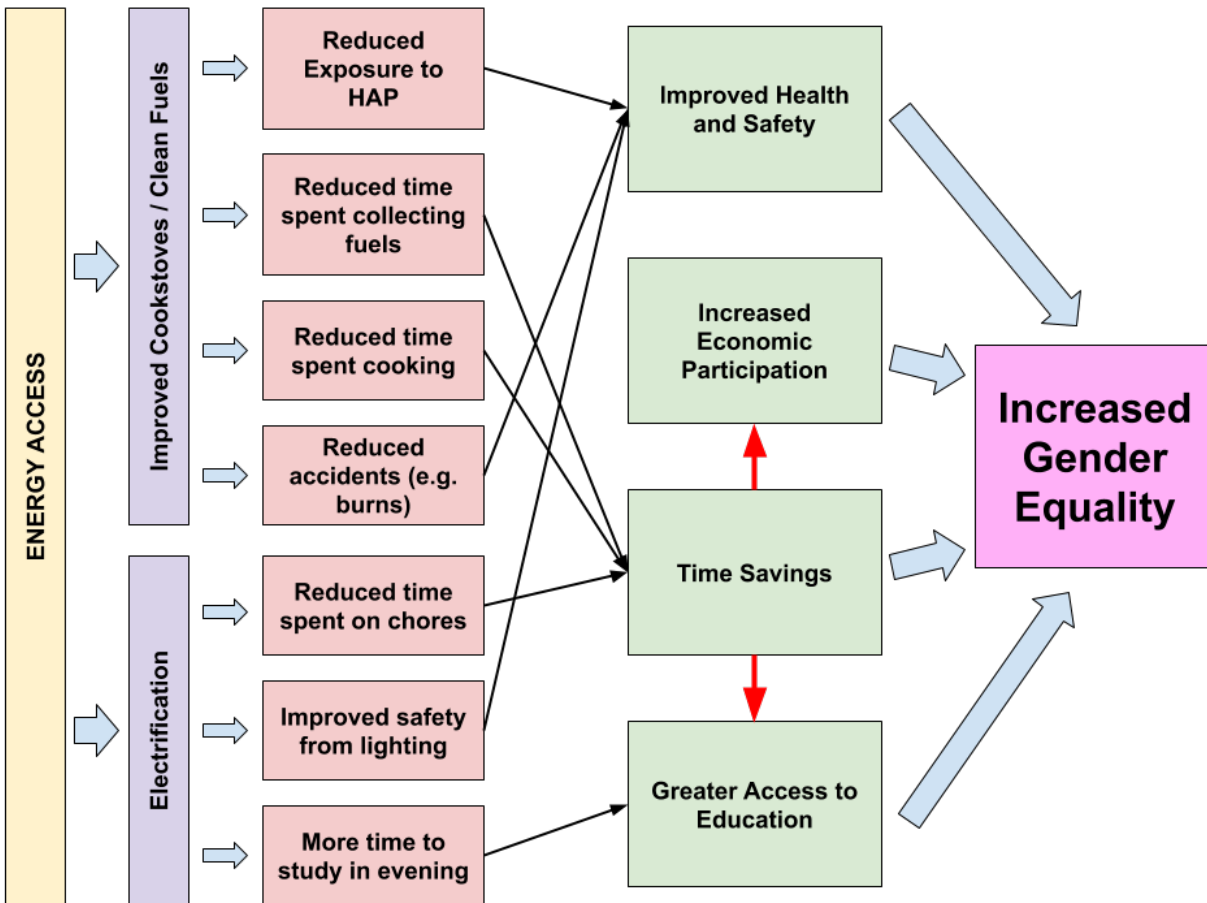 ENERGY ACCESS
Improved Cookstoves / Clean Fuels
Electrification
Reduced
Exposure to
HAP
Reduced time
spent collecting
fuels
Reduced time
spent cooking
Reduced
accidents (e.g.
burns)
Reduced time
spent on chores
Improved safety
from lighting
More time to
study in evening
Improved Health
and Safety
Increased
Economic
Participation
Time Savings
Greater Access to
Education
Increased
Gender
Equality